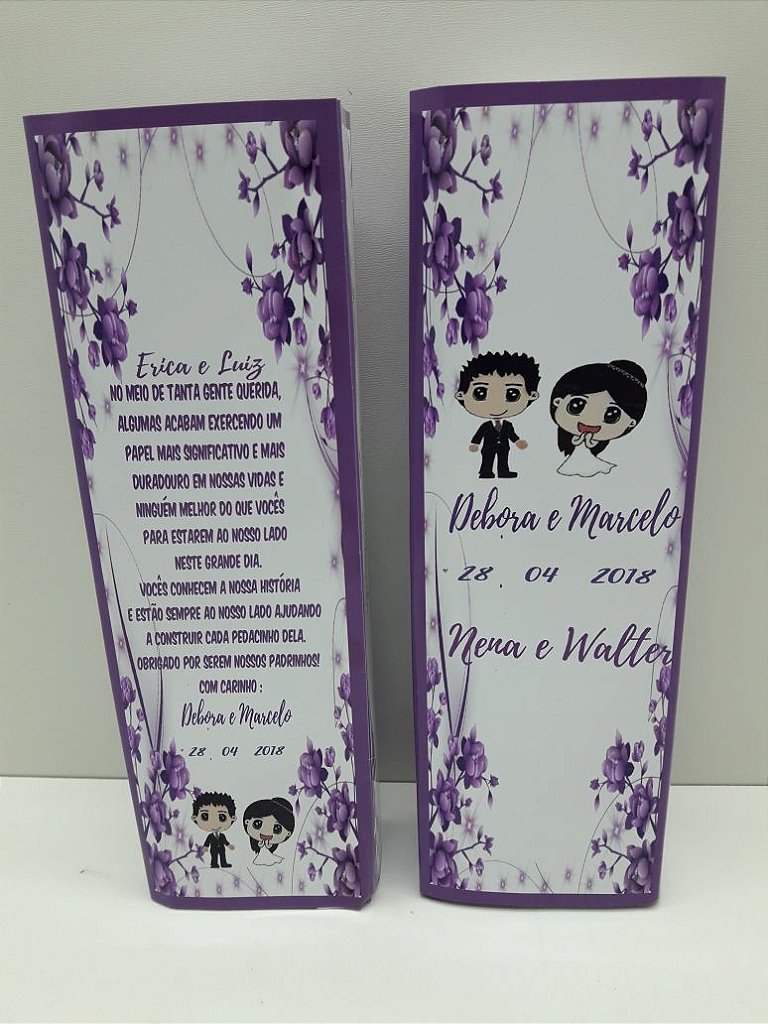 Erica e Luiz
NO MEIO DE TANTA GENTE QUERIDA,
ALGUMAS ACABAM EXERCENDO UM
PAPEL MAIS SIGNIFICATIVO E MAIS
DURADOURO EM NOSSAS VIDAS E
NINGUÉM MELHOR DO QUE VOCÊS
PARA ESTAREM AO NOSSO LADO
NESTE GRANDE DIA.
VOCÊS CONHECEM A NOSSA HISTÓRIA
E ESTÃO SEMPRE AO NOSSO LADO AJUDANDO
A CONSTRUIR CADA PEDACINHO DELA.
OBRIGADO POR SEREM NOSSOS PADRINHOS!
COM CARINHO :
Debora e Marcelo
28 . 04 2018
Debora e Marcelo
28 . 04 2018
Nena e Walter